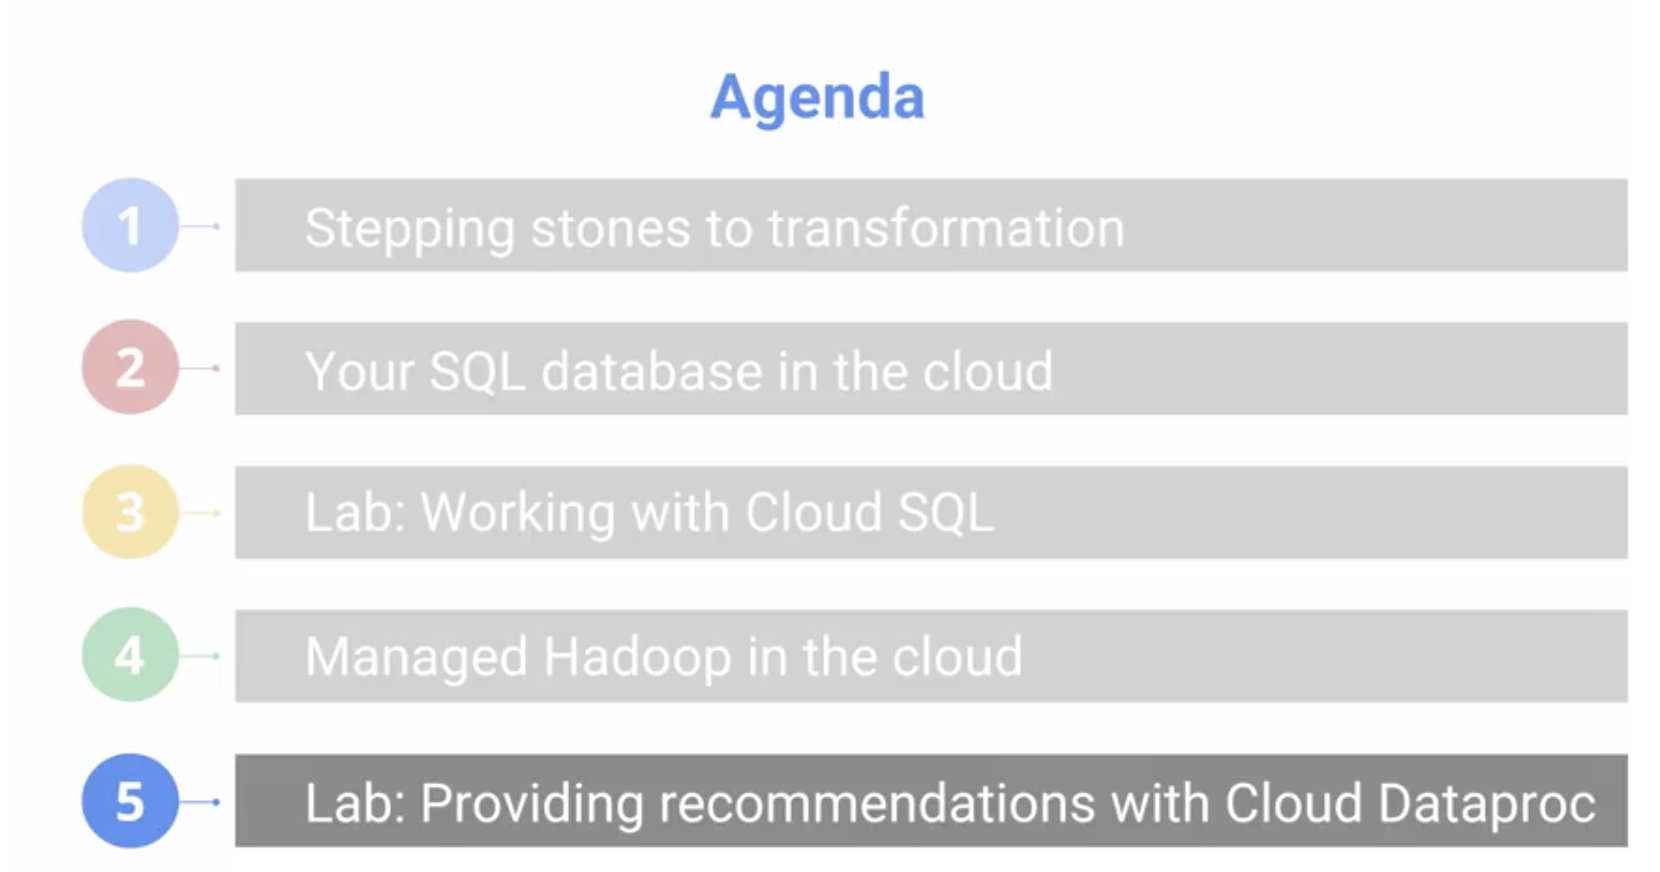 Agenda
1 Stepping stones to transformation
2 Your SQL database in the cloud
3 Lab: Working with Cloud SQL
4 Managed Hadoop in the cloud
5 Lab: Providing recommendations with Cloud Dataproc